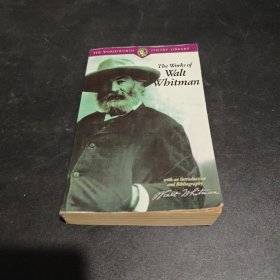 THE WORDSWORTH POETRY LIBRARY
The Works of
Walt
Whitman
with an Introduction
and Bibliography
Walt Whitman